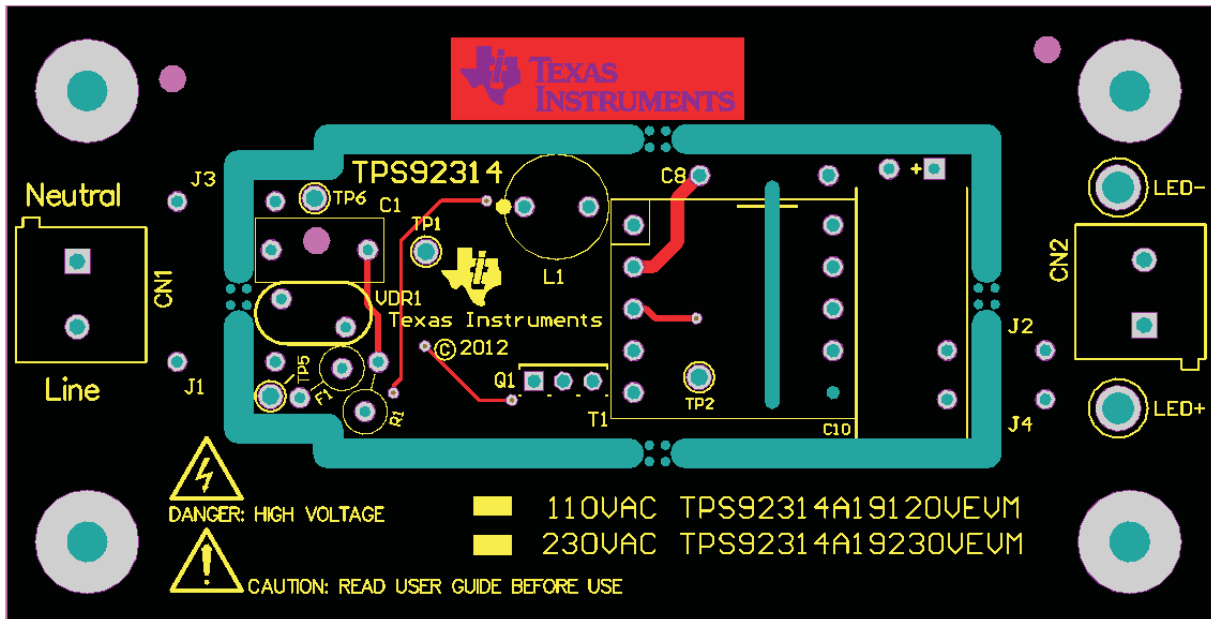 TEXAS
INSTRUMENTS
TPS92314
J3
Neutral
TP6
C1
TP1
C8
+
LED-
L1
CN1
CN2
VDR1
Texas Instruments
© 2012
J2
J1
Line
TP5
F1
R1
Q1
T1
TP2
C10
J4
LED+
DANGER: HIGH VOLTAGE
110VAC TPS92314A19120VEVM
230VAC TPS92314A19230VEVM
CAUTION: READ USER GUIDE BEFORE USE